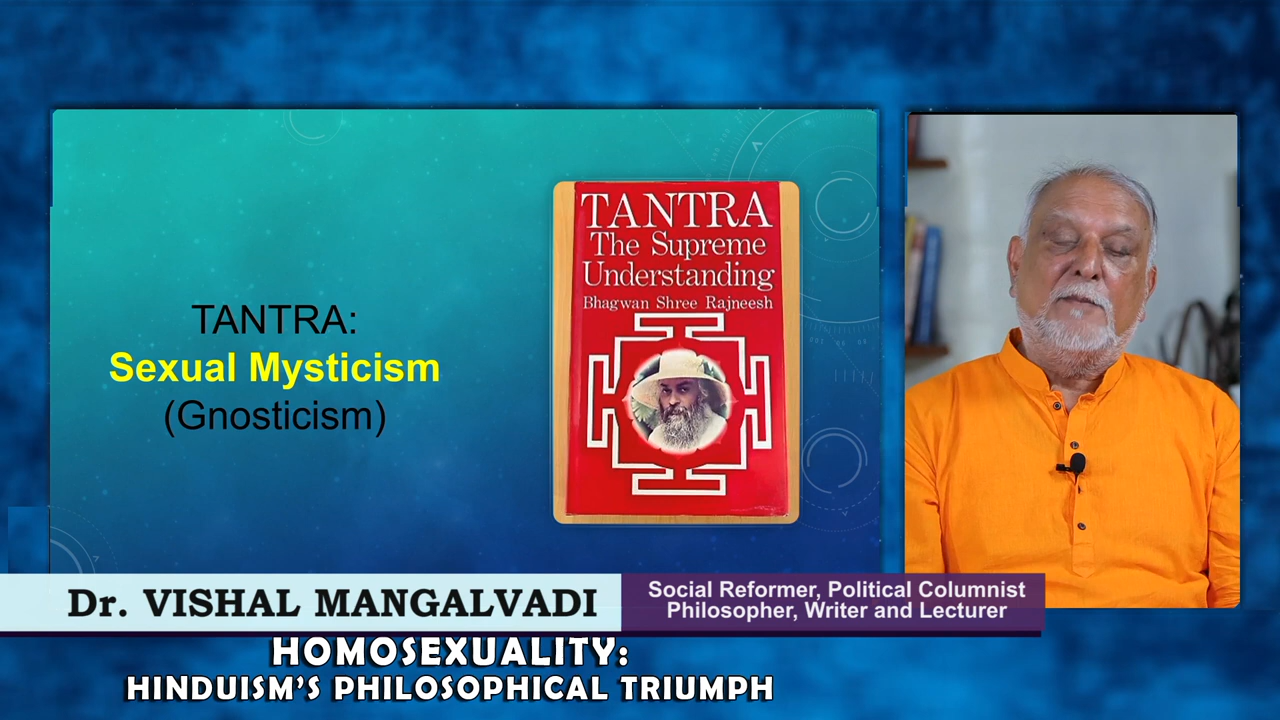 TANTRA:
Sexual Mysticism
(Gnosticism)
TANTRA
The Supreme
Understanding
Bhagwan Shree Rajneesh
Dr. VISHAL MANGALVADI
Social Reformer, Political Columnist
Philosopher, Writer and Lecturer
HOMOSEXUALITY:
HINDUISM'S PHILOSOPHICAL TRIUMPH